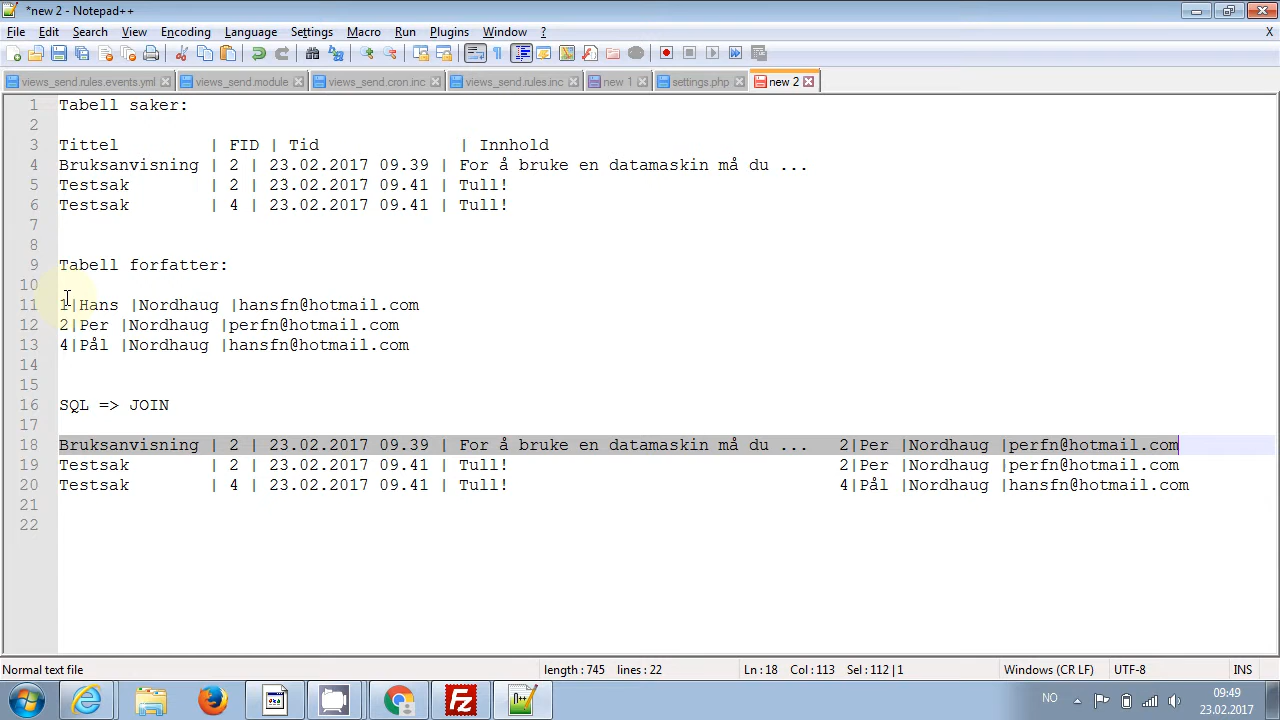 *new 2 - Notepad++
File Edit Search View Encoding Language Settings Macro Run Plugins Window ? X
views_send.rules.events.yml views_send.module views_send.cron.inc views_send.rules.inc new 1 settings.php new 2
1 Tabell saker:
2
3 Tittel | FID | Tid | Innhold
4 Bruksanvisning | 2 | 23.02.2017 09.39 | For å bruke en datamaskin må du ...
5 Testsak | 2 | 23.02.2017 09.41 | Tull!
6 Testsak | 4 | 23.02.2017 09.41 | Tull!
7
8
9 Tabell forfatter:
10
11 1|Hans |Nordhaug |hansfn@hotmail.com
12 2|Per |Nordhaug |perfn@hotmail.com
13 4|Pål |Nordhaug |hansfn@hotmail.com
14
15
16 SQL => JOIN
17
18 Bruksanvisning | 2 | 23.02.2017 09.39 | For å bruke en datamaskin må du ... 2|Per |Nordhaug |perfn@hotmail.com
19 Testsak | 2 | 23.02.2017 09.41 | Tull! 2|Per |Nordhaug |perfn@hotmail.com
20 Testsak | 4 | 23.02.2017 09.41 | Tull! 4|Pål |Nordhaug |hansfn@hotmail.com
21
22
Normal text file length : 745 lines : 22 Ln : 18 Col : 113 Sel : 112 | 1 Windows (CR LF) UTF-8 INS
NO 09:49
23.02.2017